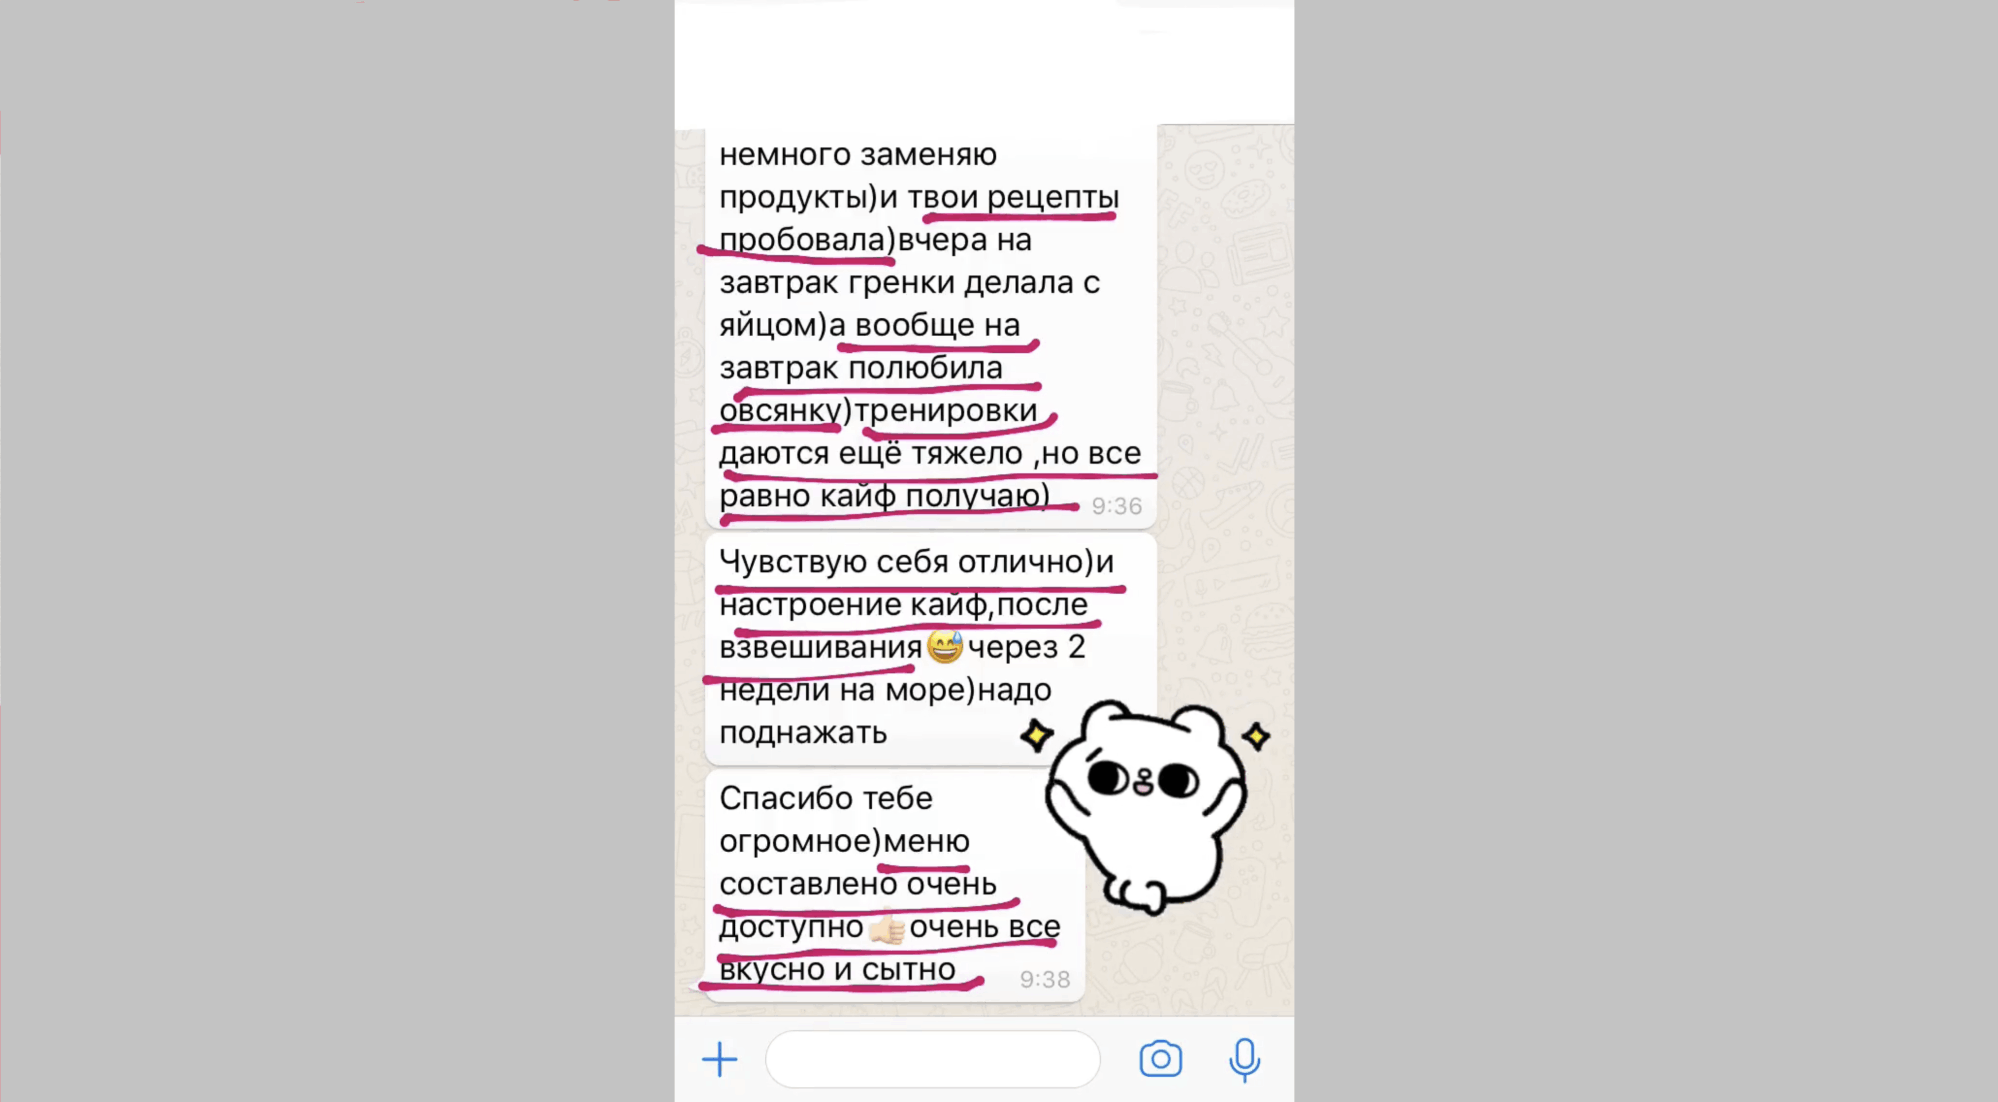 немного заменяю
продукты)и твои рецепты
пробовала)вчера на
завтрак гренки делала с
яйцом)а вообще на
завтрак полюбила
овсянку)тренировки
даются ещё тяжело ,но все
равно кайф получаю)
9:36
Чувствую себя отлично)и
настроение кайф,после
взвешивания😅через 2
недели на море)надо
поднажать
Спасибо тебе
огромное)меню
составлено очень
доступно👍🏻очень все
вкусно и сытно
9:38